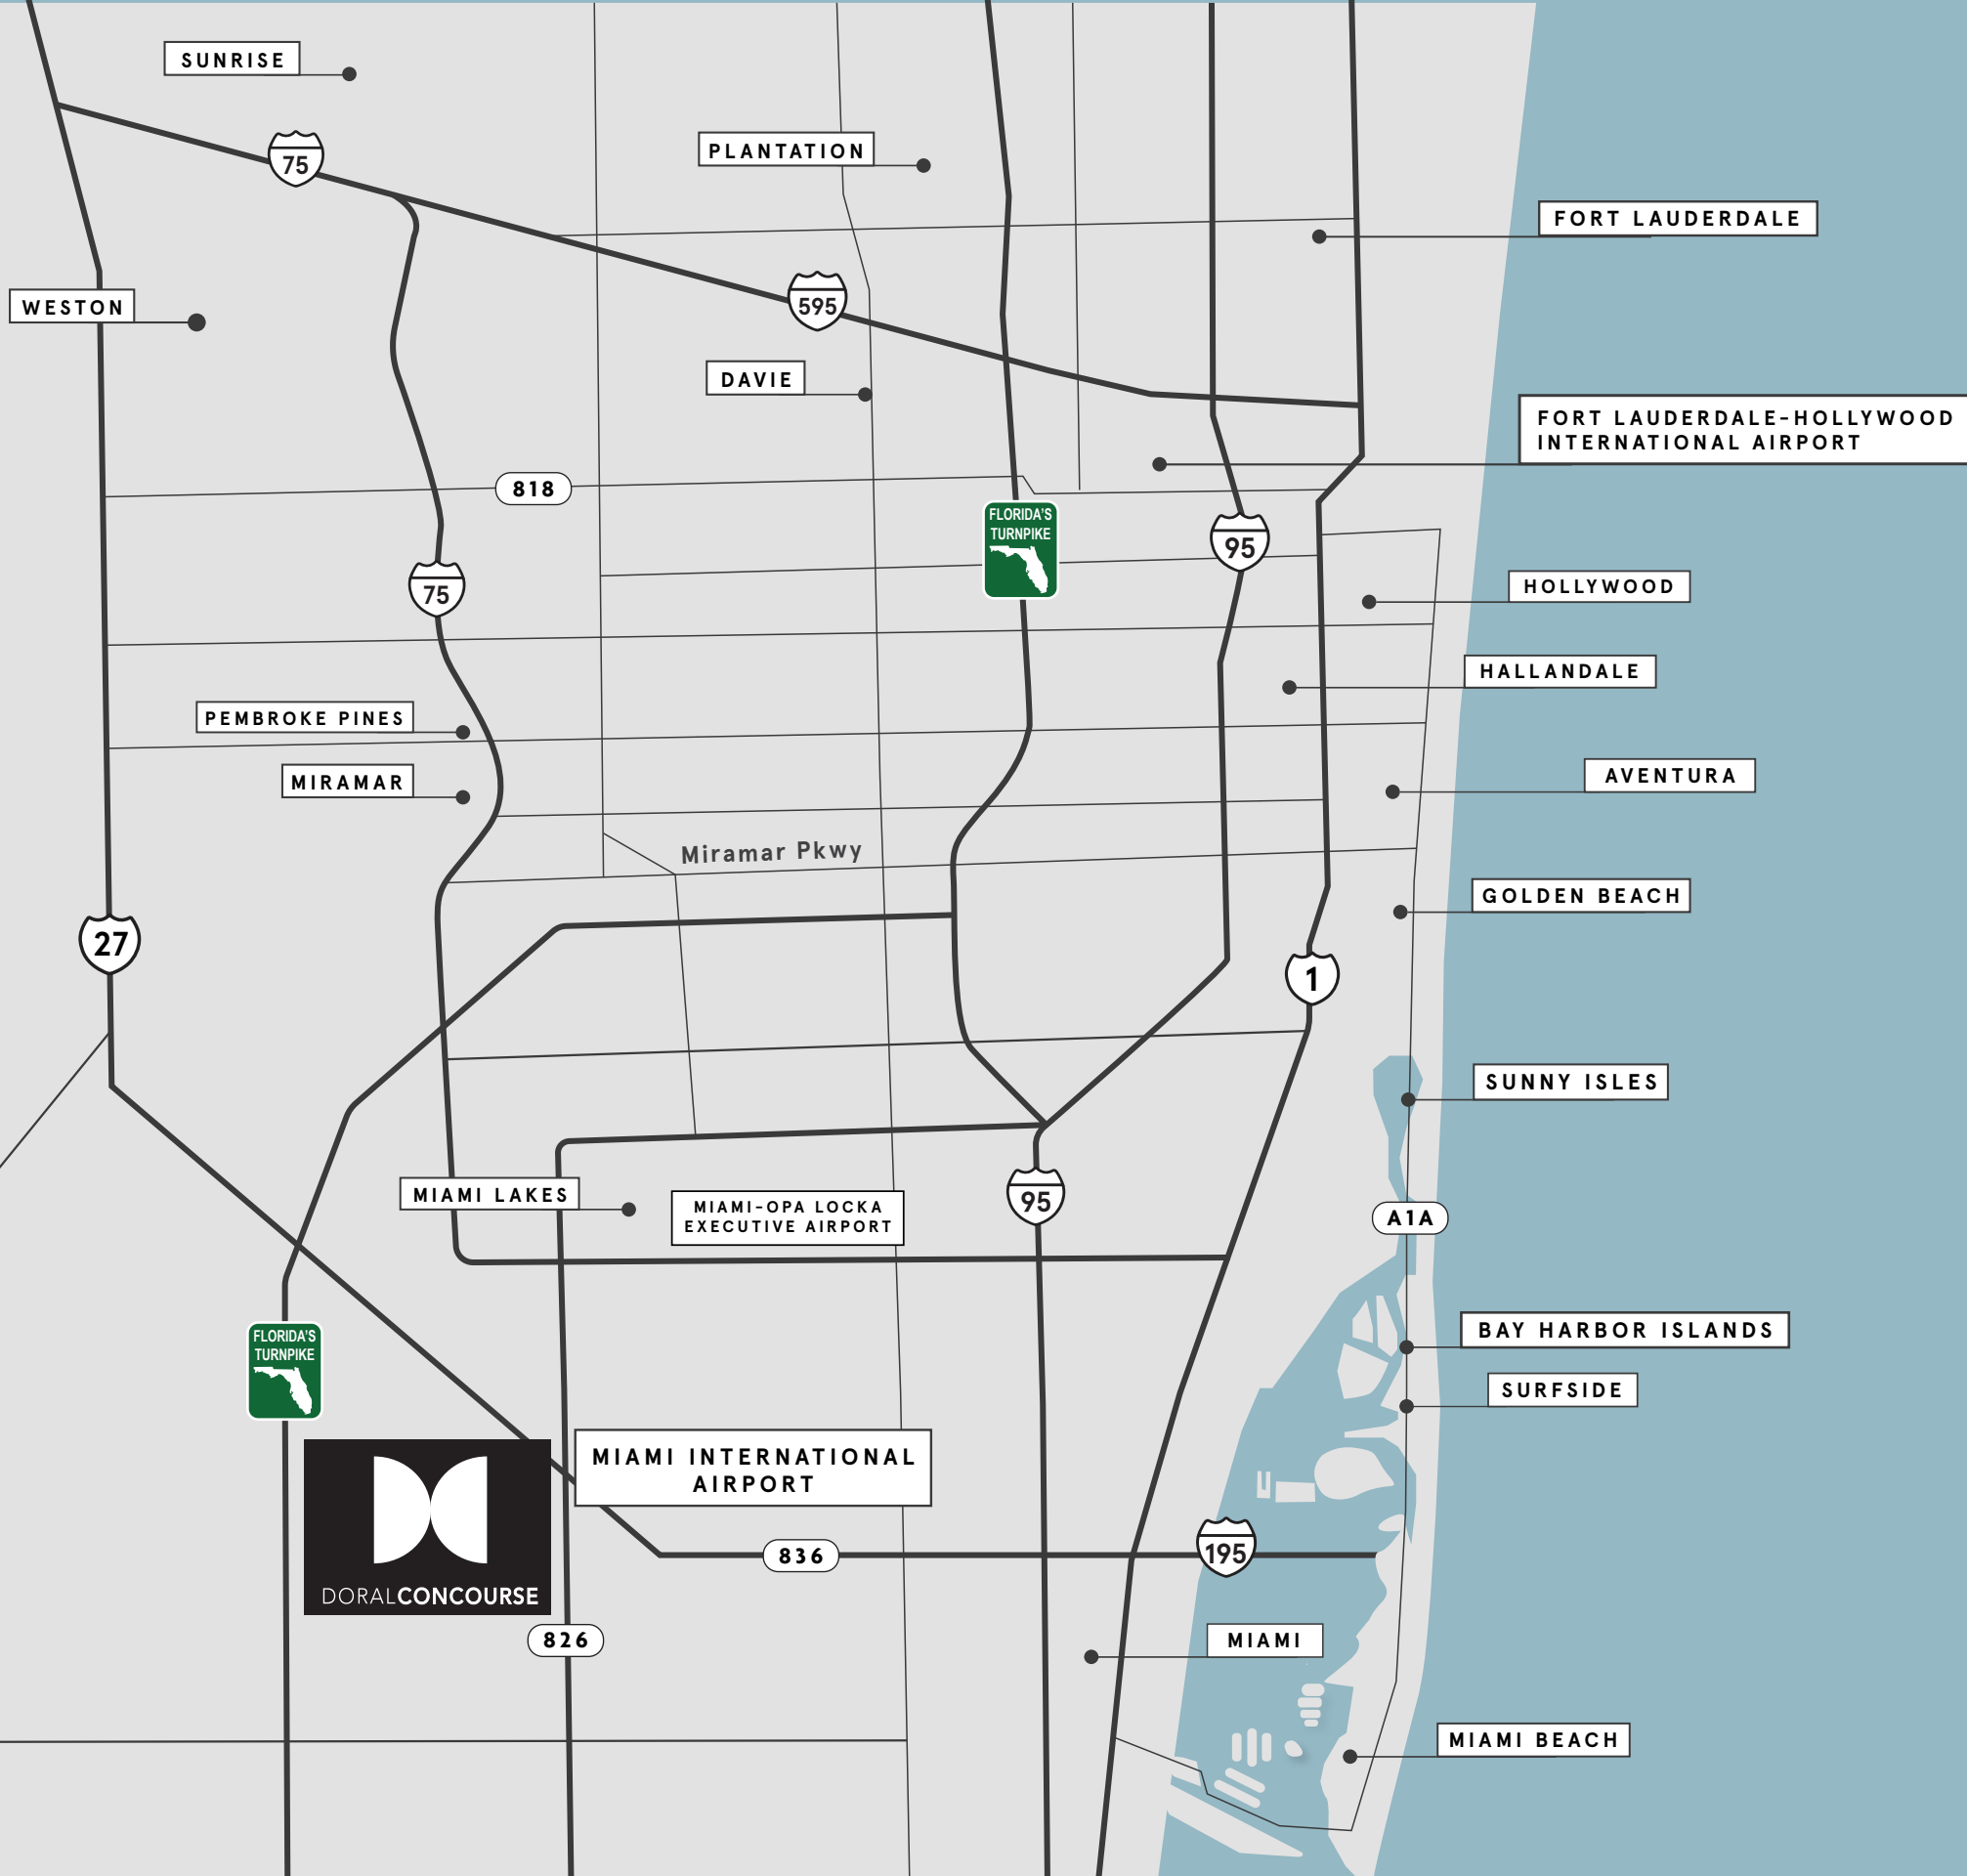 SUNRISE
75
PLANTATION
FORT LAUDERDALE
WESTON
595
DAVIE
FORT LAUDERDALE-HOLLYWOOD
INTERNATIONAL AIRPORT
818
FLORIDA'S
TURNPIKE
95
75
HOLLYWOOD
HALLANDALE
PEMBROKE PINES
MIRAMAR
AVENTURA
Miramar Pkwy
GOLDEN BEACH
27
1
SUNNY ISLES
MIAMI LAKES
MIAMI-OPA LOCKA
EXECUTIVE AIRPORT
95
A1A
BAY HARBOR ISLANDS
FLORIDA'S
TURNPIKE
SURFSIDE
MIAMI INTERNATIONAL
AIRPORT
836
195
DORALCONCOURSE
826
MIAMI
MIAMI BEACH